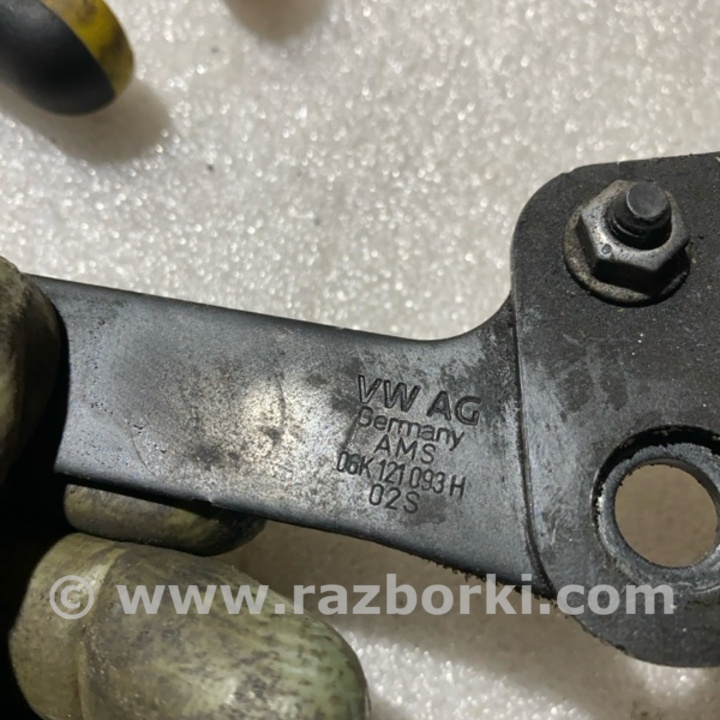 VW AG
Germany
AMS
06K 121 093 H
02S
© www.razborki.com